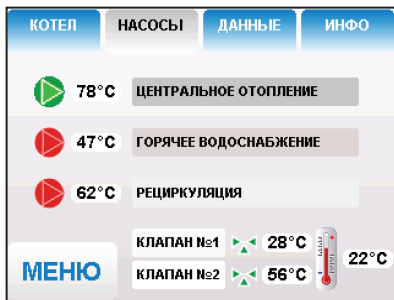 КОТЕЛ НАСОСЫ ДАННЫЕ ИНФО
78°C ЦЕНТРАЛЬНОЕ ОТОПЛЕНИЕ
47°C ГОРЯЧЕЕ ВОДОСНАБЖЕНИЕ
62°C РЕЦИРКУЛЯЦИЯ
КЛАПАН №1 28°C
22°C
МЕНЮ КЛАПАН №2 56°C